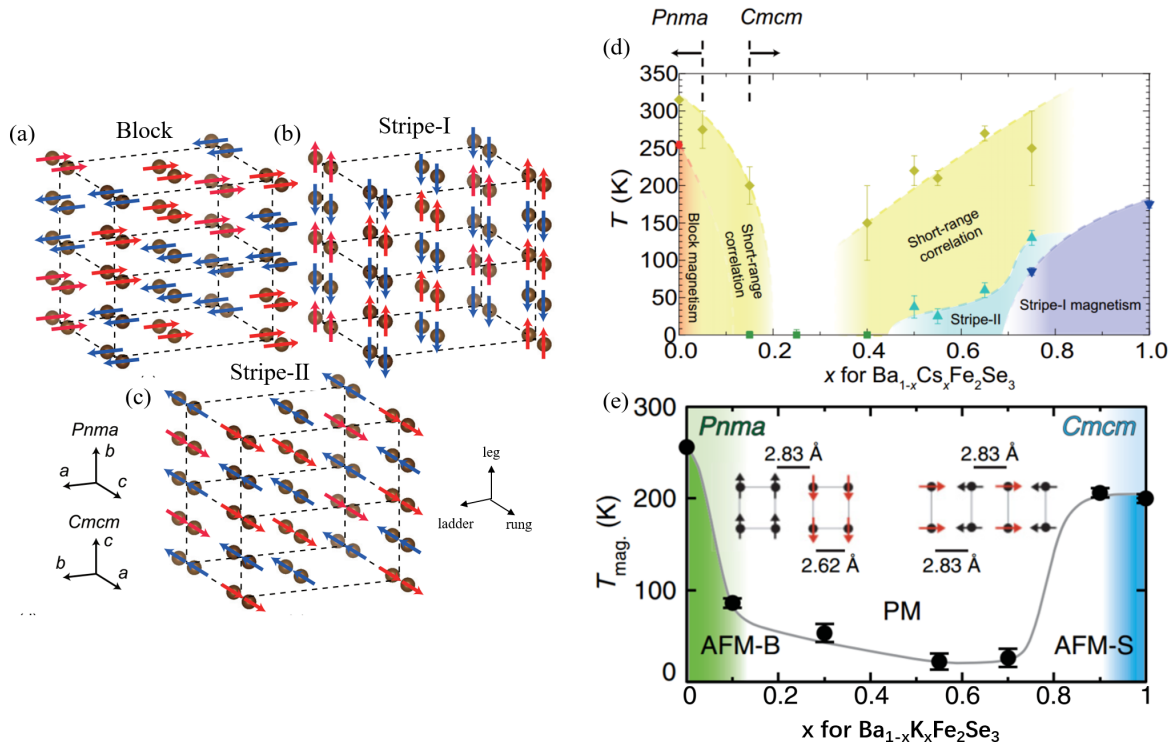 (a)
Block
(b)
Stripe-I
(c)
Stripe-II
Pnma
b
a
c
Cmcm
c
b
a
leg
ladder
rung
(d)
Pnma
Cmcm
350
300
250
200
150
100
50
0
T (K)
Block magnetism
Short-range
correlation
Short-range
correlation
Stripe-II
Stripe-I magnetism
0.0
0.2
0.4
0.6
0.8
1.0
x for Ba1-xCsxFe2Se3
(e)
300
200
100
0
Tmag. (K)
Pnma
Cmcm
2.83 Å
2.83 Å
2.62 Å
2.83 Å
PM
AFM-B
AFM-S
0
0.2
0.4
0.6
0.8
1
x for Ba1-xKxFe2Se3